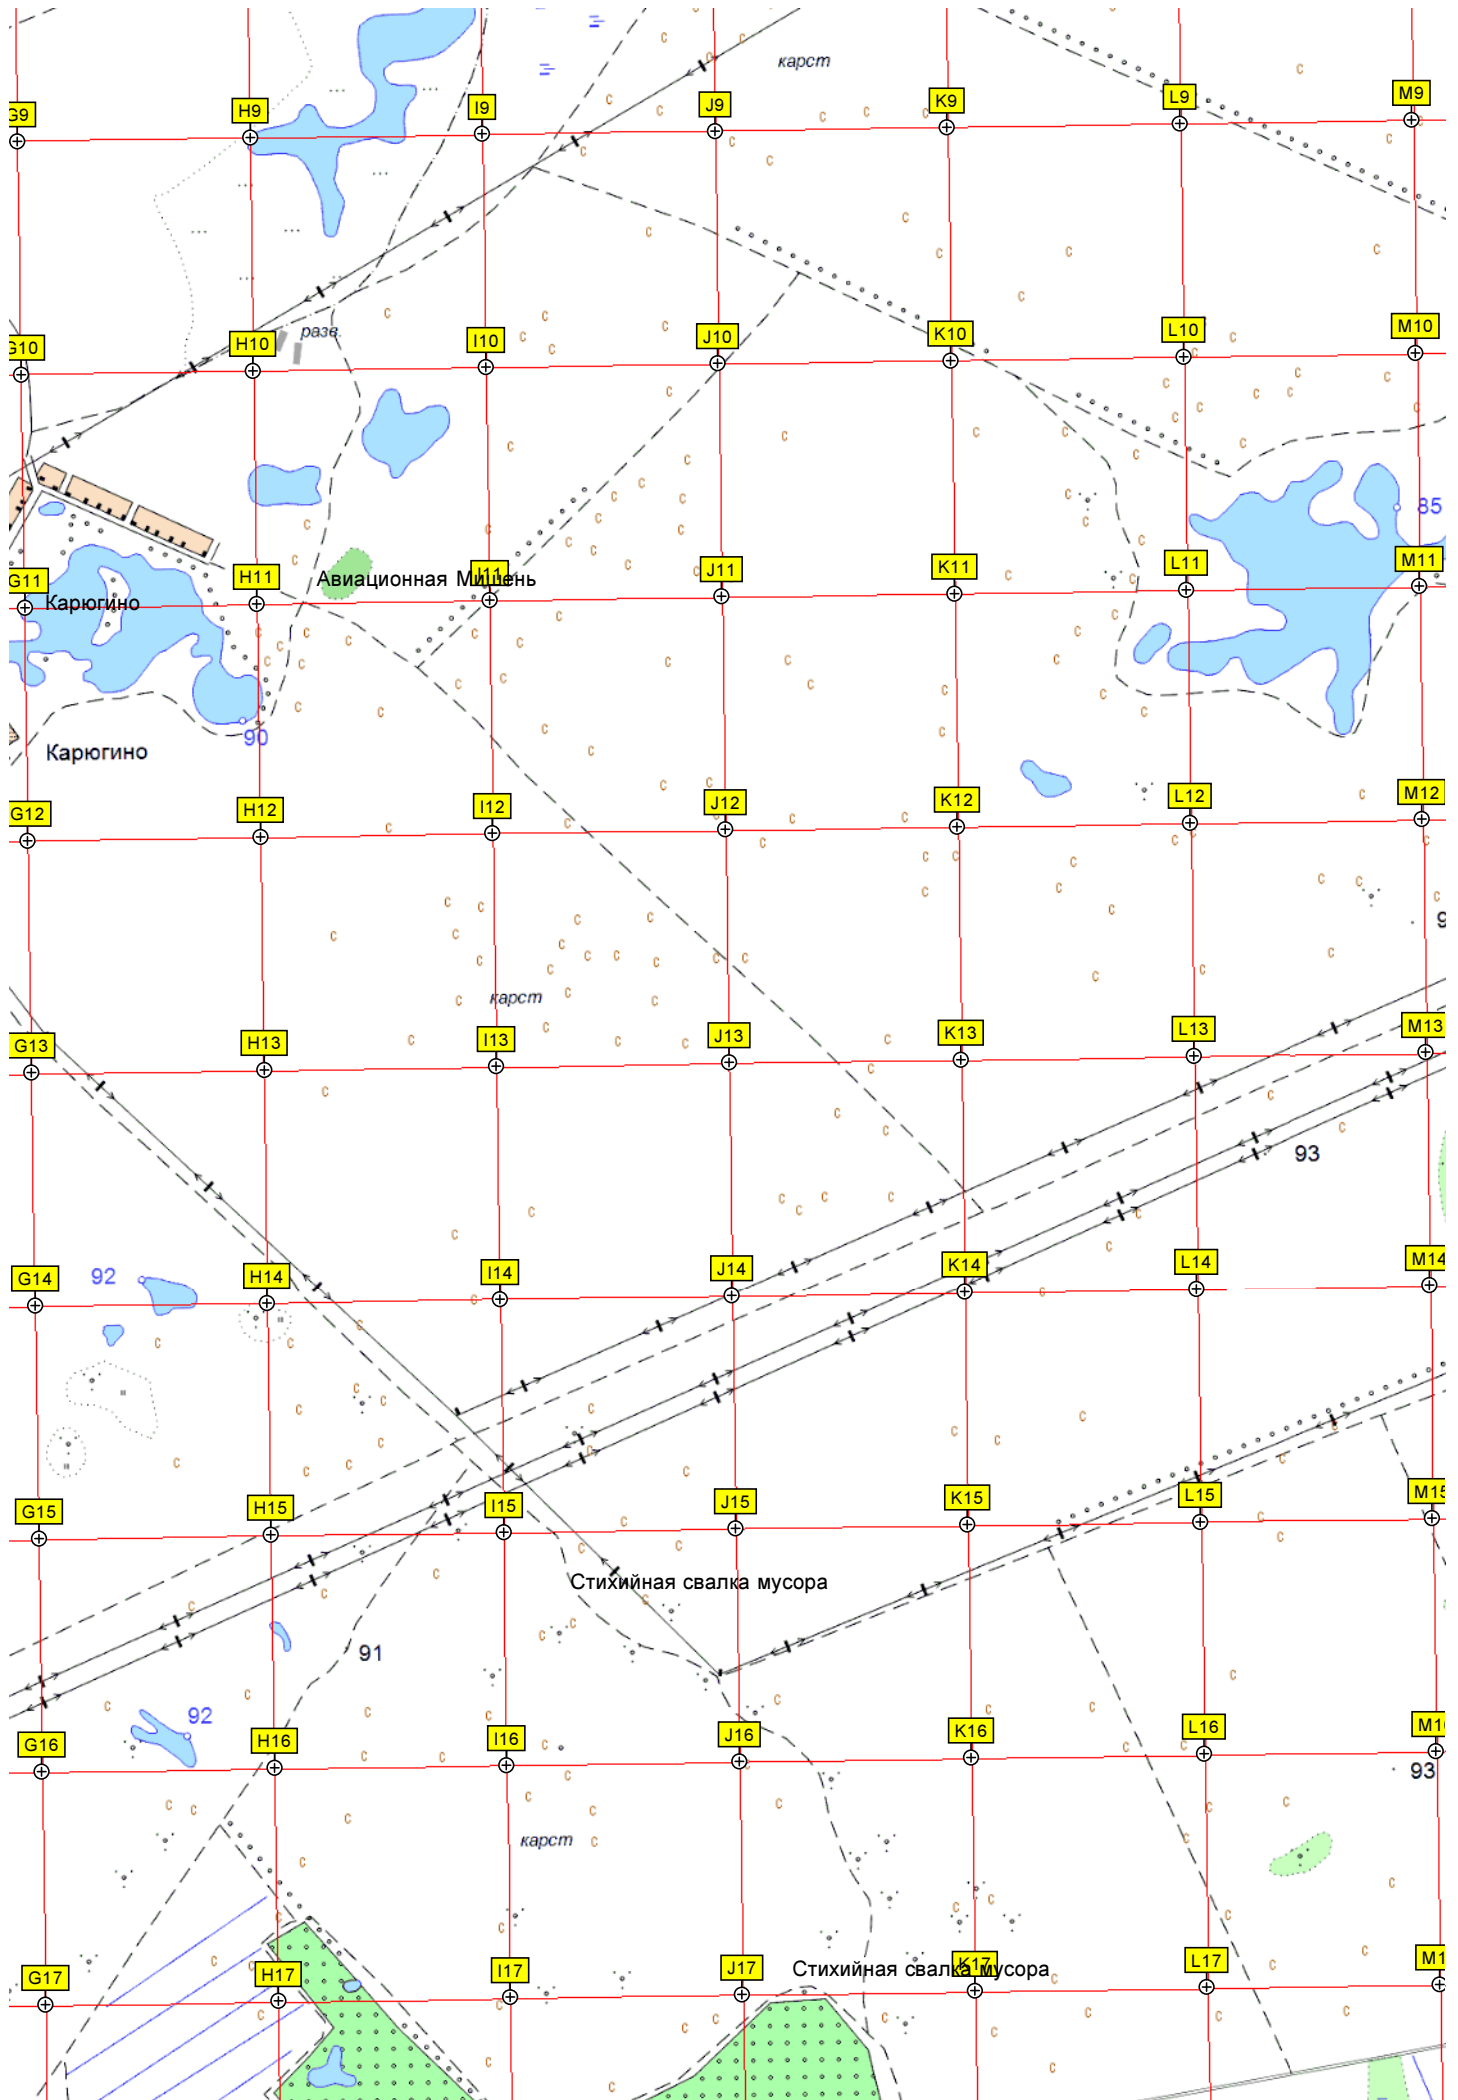 карст
G9 H9 I9 J9 K9 L9 M9
разв.
G10 H10 I10 J10 K10 L10 M10
85
G11 H11 I11 J11 K11 L11 M11
Авиационная Мишень
Карюгино
90
Карюгино
G12 H12 I12 J12 K12 L12 M12
9
карст
G13 H13 I13 J13 K13 L13 M13
93
92
G14 H14 I14 J14 K14 L14 M14
G15 H15 I15 J15 K15 L15 M15
Стихийная свалка мусора
91
92
G16 H16 I16 J16 K16 L16 M16
93
карст
G17 H17 I17 J17 K17 L17 M1
Стихийная свалка мусора